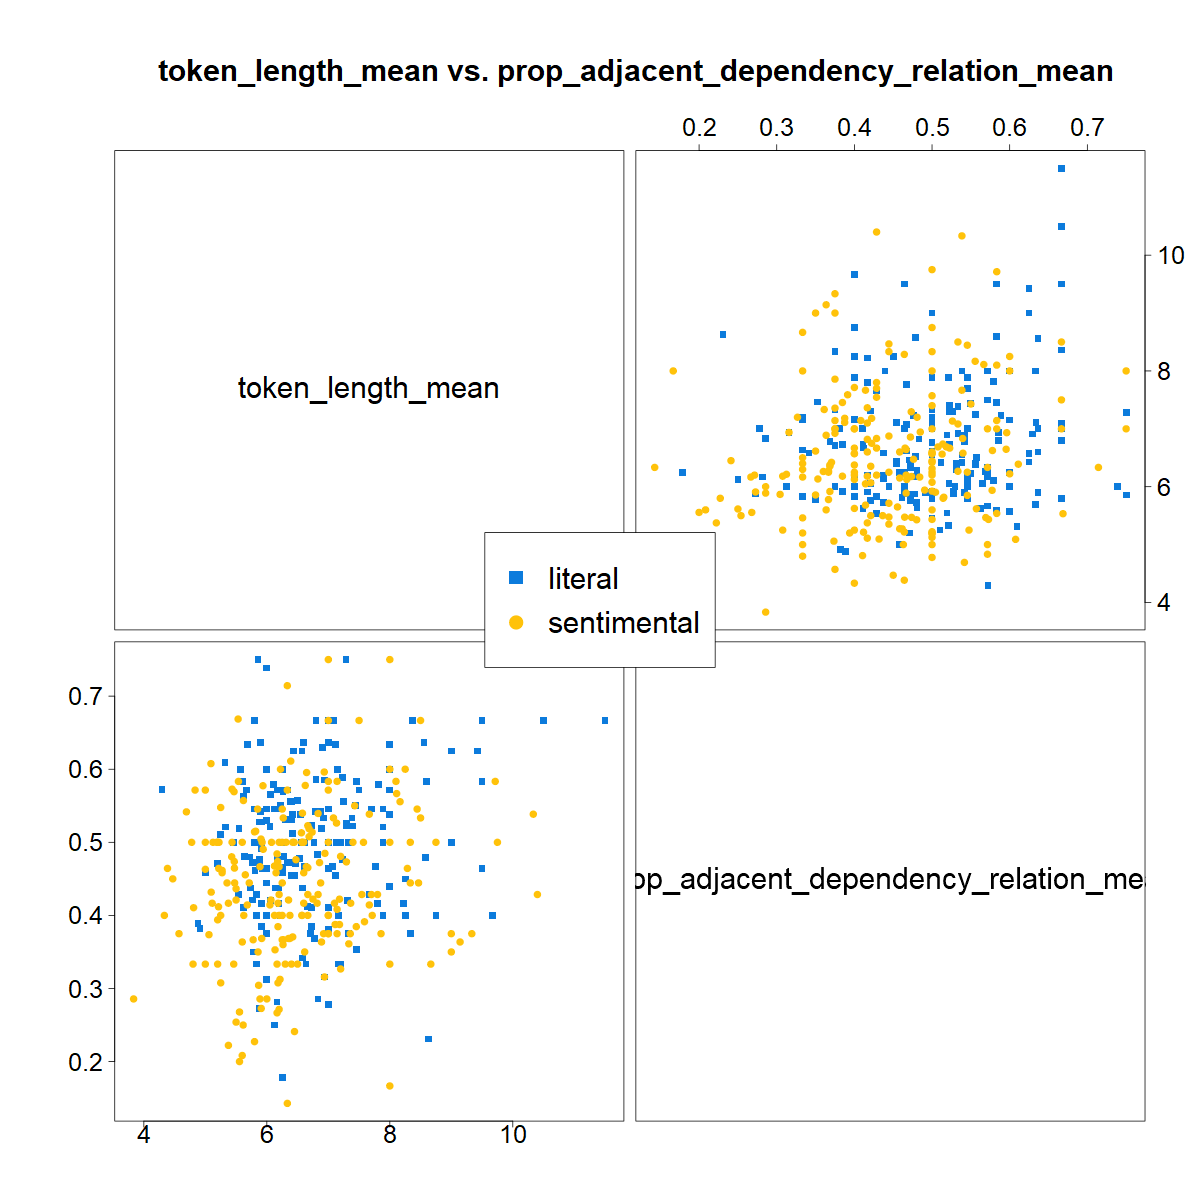 token_length_mean vs. prop_adjacent_dependency_relation_mean
0.2 0.3 0.4 0.5 0.6 0.7
token_length_mean
10
8
6
4
literal
sentimental
0.7
0.6
0.5
0.4
0.3
0.2
op_adjacent_dependency_relation_me
4 6 8 10